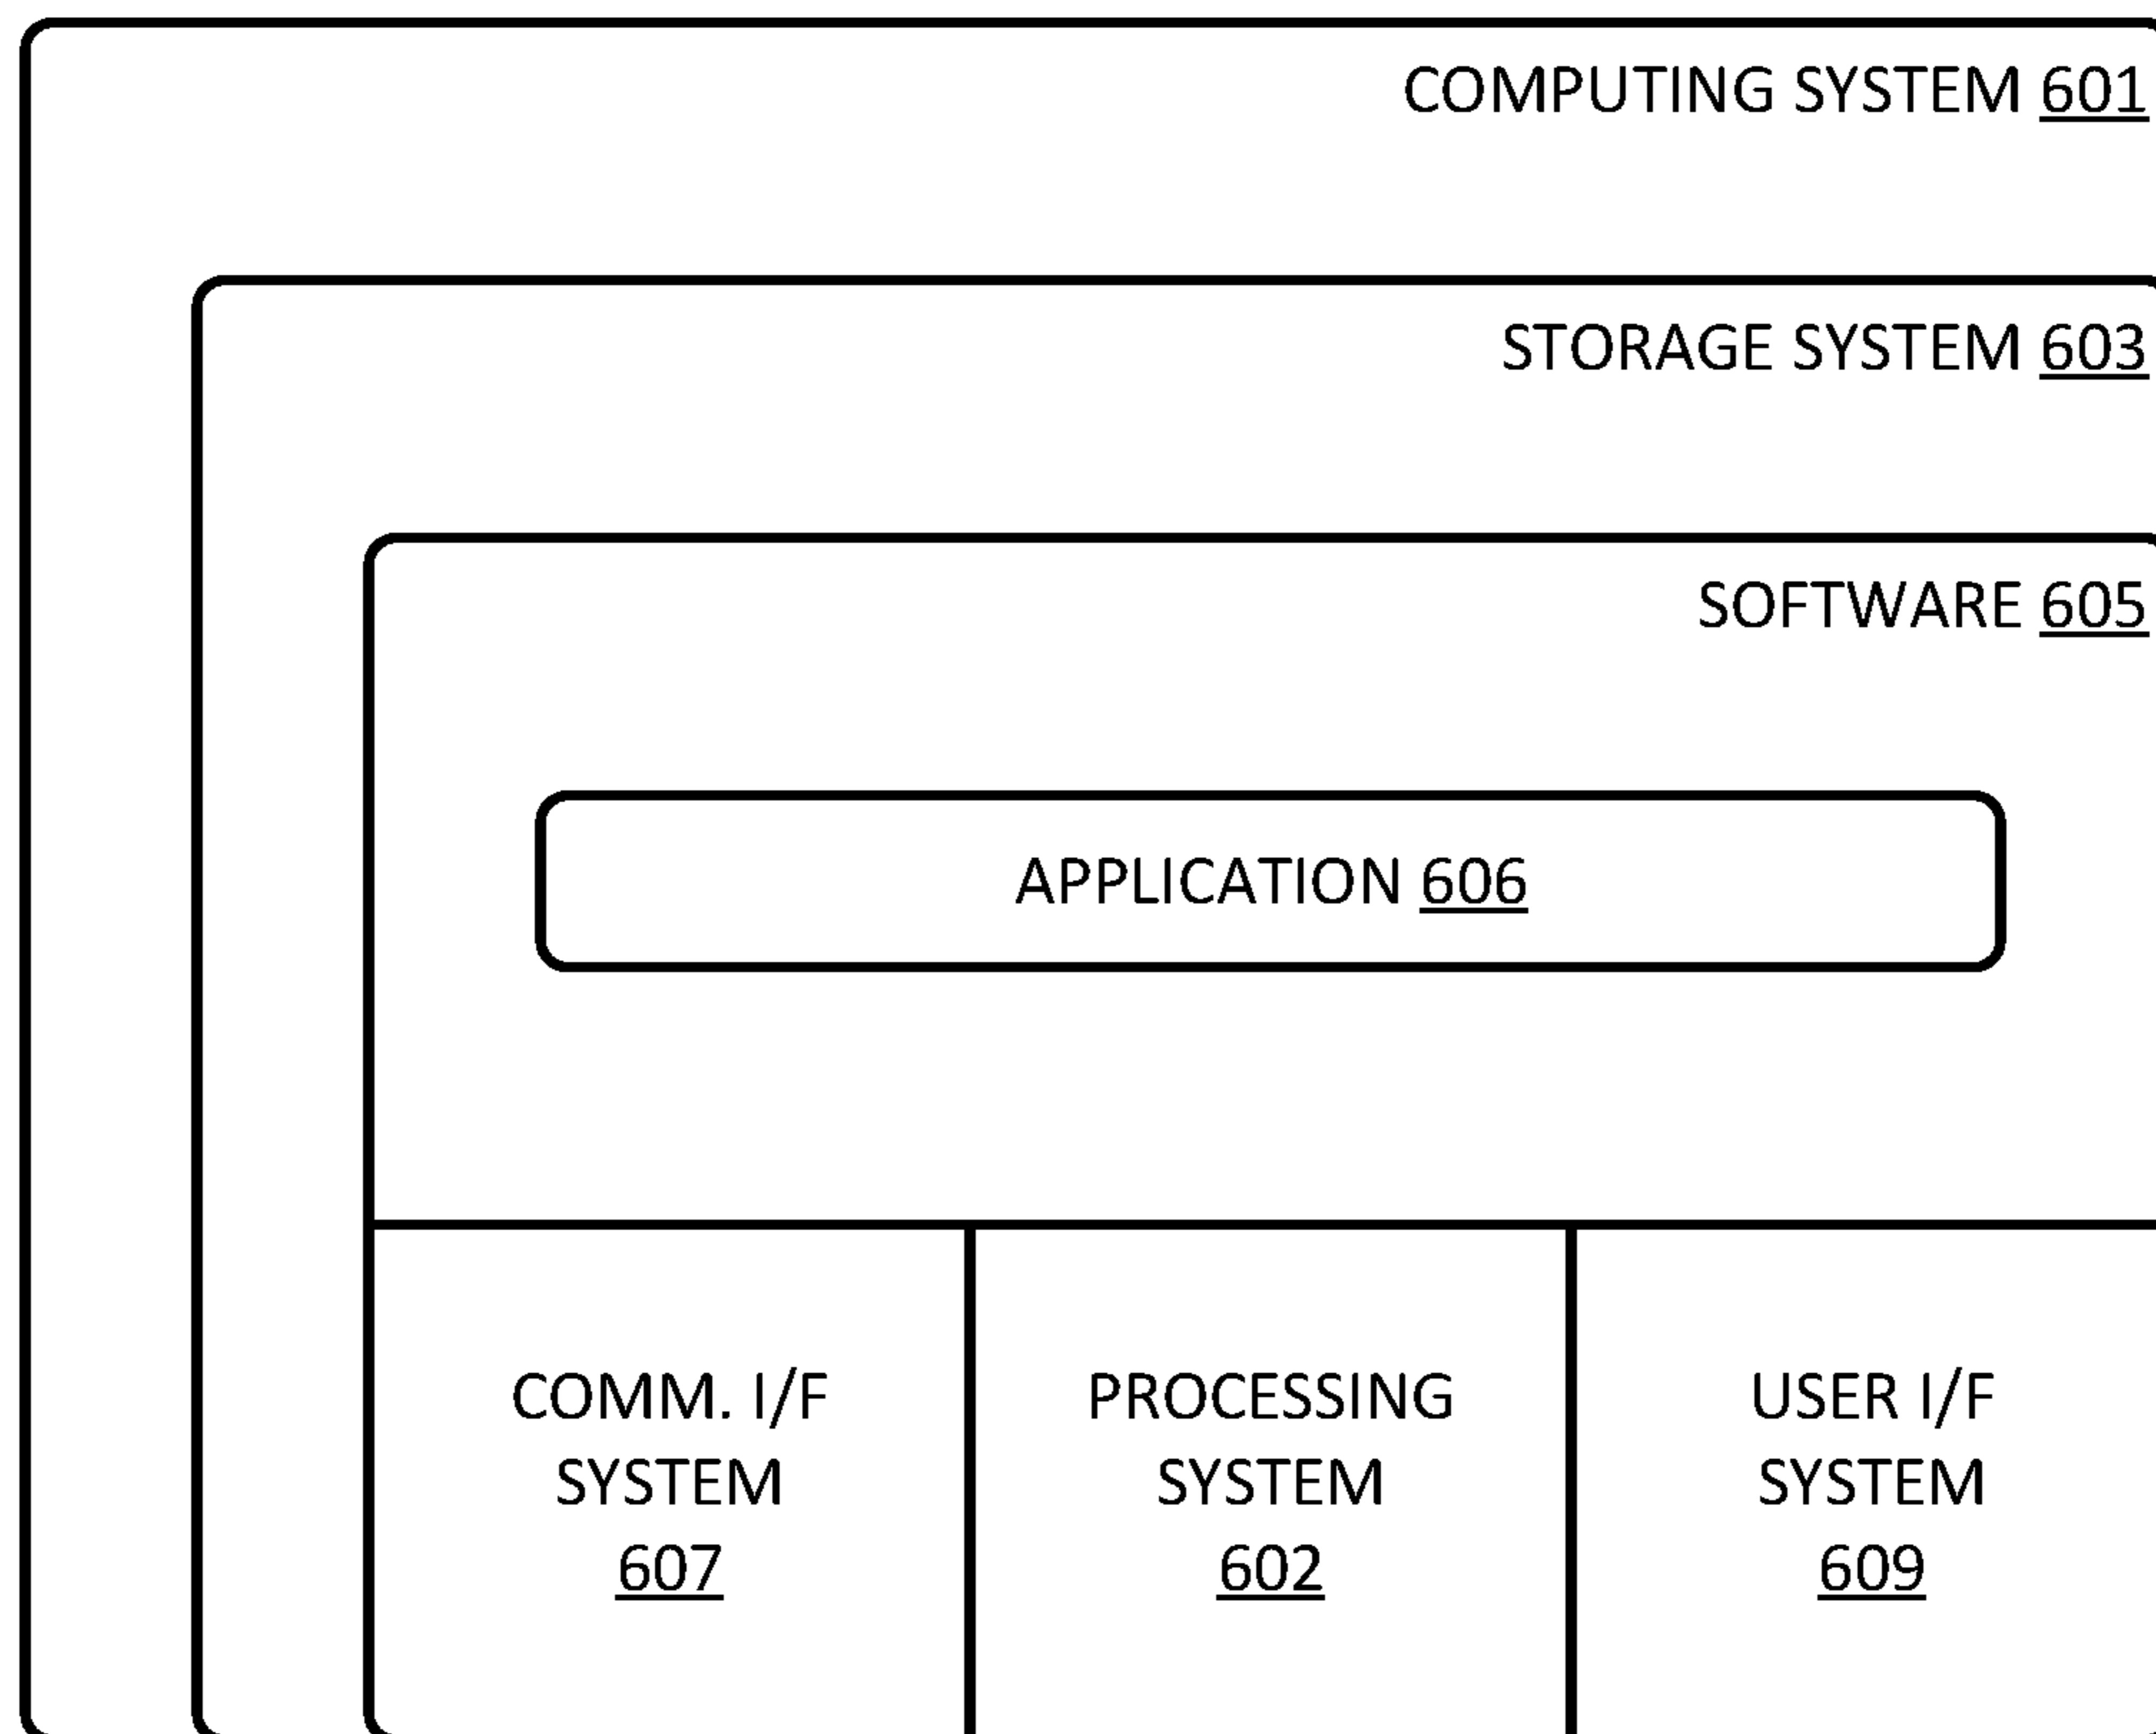 COMPUTING SYSTEM 601
STORAGE SYSTEM 603
SOFTWARE 605
APPLICATION 606
COMM. I/F
SYSTEM
607
PROCESSING
SYSTEM
602
USER I/F
SYSTEM
609